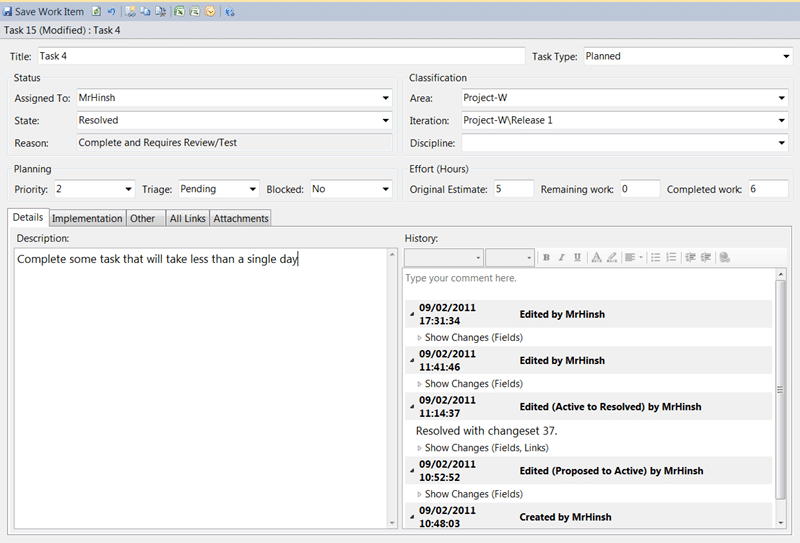 Save Work Item
Task 15 (Modified) : Task 4
Title: Task 4 Task Type: Planned
Status Classification
Assigned To: MrHinsh Area: Project-W
State: Resolved Iteration: Project-W\Release 1
Reason: Complete and Requires Review/Test Discipline:
Planning Effort (Hours)
Priority: 2 Triage: Pending Blocked: No Original Estimate: 5 Remaining work: 0 Completed work: 6
Details Implementation Other All Links Attachments
Description:
Complete some task that will take less than a single day
History:
B I U A
Type your comment here.
09/02/2011
17:31:34 Edited by MrHinsh
Show Changes (Fields)
09/02/2011
11:41:46 Edited by MrHinsh
Show Changes (Fields)
09/02/2011
11:14:37 Edited (Active to Resolved) by MrHinsh
Resolved with changeset 37.
Show Changes (Fields, Links)
09/02/2011
10:52:52 Edited (Proposed to Active) by MrHinsh
Show Changes (Fields)
09/02/2011
10:48:03 Created by MrHinsh